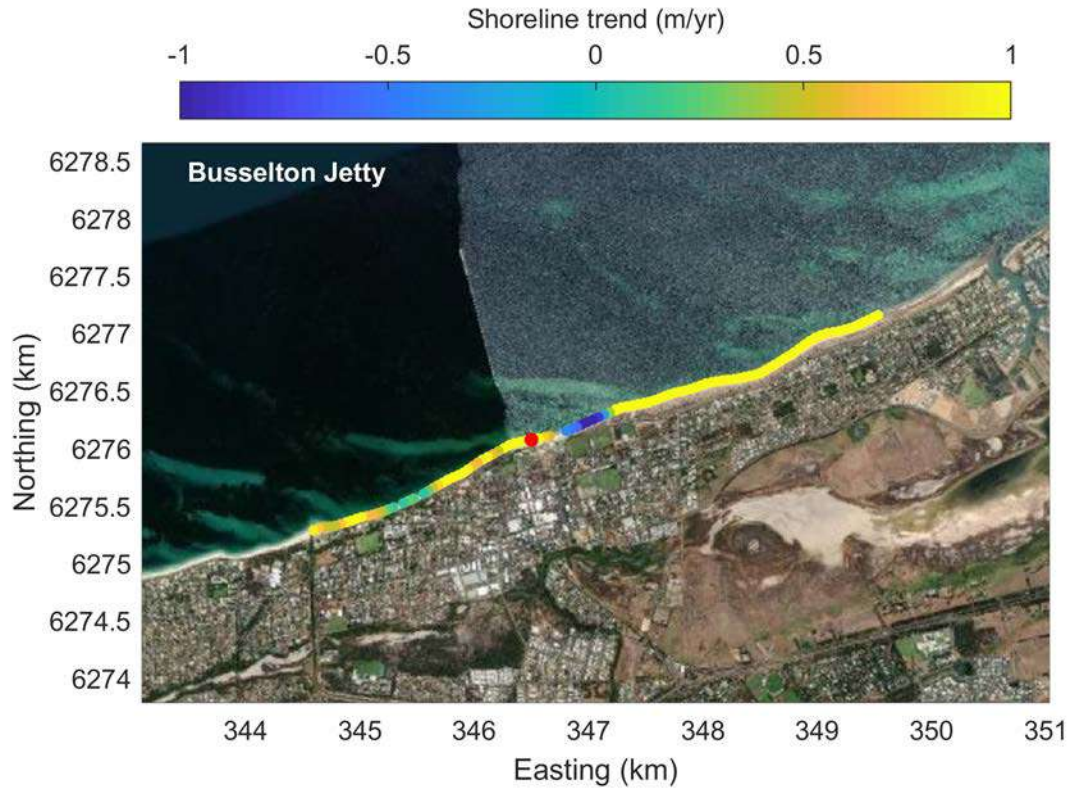 Shoreline trend (m/yr)
-1 -0.5 0 0.5 1
Busselton Jetty
6278.5
6278
6277.5
6277
6276.5
6276
6275.5
6275
6274.5
6274
Northing (km)
344 345 346 347 348 349 350 351
Easting (km)